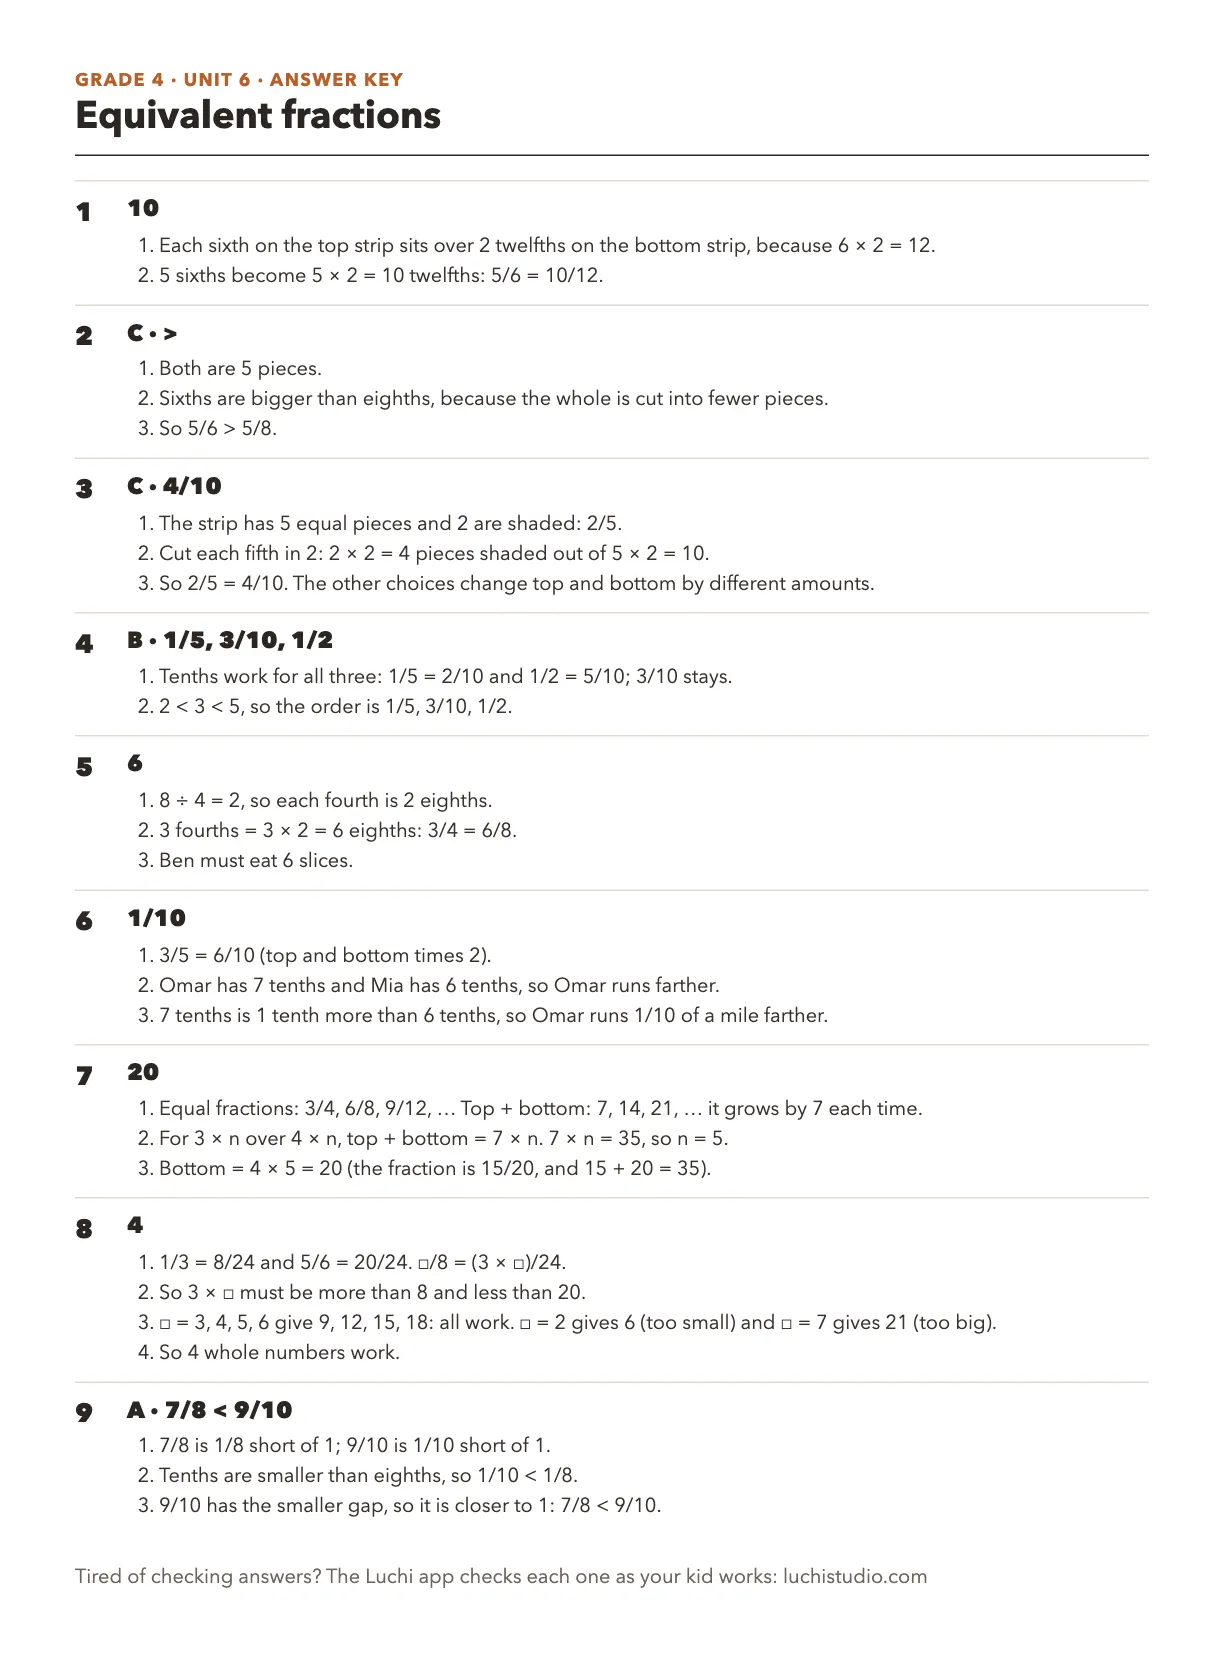 GRADE 4 · UNIT 6 · ANSWER KEY
Equivalent fractions
1 10
1. Each sixth on the top strip sits over 2 twelfths on the bottom strip, because 6 × 2 = 12.
2. 5 sixths become 5 × 2 = 10 twelfths: 5/6 = 10/12.
2 C · >
1. Both are 5 pieces.
2. Sixths are bigger than eighths, because the whole is cut into fewer pieces.
3. So 5/6 > 5/8.
3 C · 4/10
1. The strip has 5 equal pieces and 2 are shaded: 2/5.
2. Cut each fifth in 2: 2 × 2 = 4 pieces shaded out of 5 × 2 = 10.
3. So 2/5 = 4/10. The other choices change top and bottom by different amounts.
4 B · 1/5, 3/10, 1/2
1. Tenths work for all three: 1/5 = 2/10 and 1/2 = 5/10; 3/10 stays.
2. 2 < 3 < 5, so the order is 1/5, 3/10, 1/2.
5 6
1. 8 ÷ 4 = 2, so each fourth is 2 eighths.
2. 3 fourths = 3 × 2 = 6 eighths: 3/4 = 6/8.
3. Ben must eat 6 slices.
6 1/10
1. 3/5 = 6/10 (top and bottom times 2).
2. Omar has 7 tenths and Mia has 6 tenths, so Omar runs farther.
3. 7 tenths is 1 tenth more than 6 tenths, so Omar runs 1/10 of a mile farther.
7 20
1. Equal fractions: 3/4, 6/8, 9/12, … Top + bottom: 7, 14, 21, … it grows by 7 each time.
2. For 3 × n over 4 × n, top + bottom = 7 × n. 7 × n = 35, so n = 5.
3. Bottom = 4 × 5 = 20 (the fraction is 15/20, and 15 + 20 = 35).
8 4
1. 1/3 = 8/24 and 5/6 = 20/24. □/8 = (3 × □)/24.
2. So 3 × □ must be more than 8 and less than 20.
3. □ = 3, 4, 5, 6 give 9, 12, 15, 18: all work. □ = 2 gives 6 (too small) and □ = 7 gives 21 (too big).
4. So 4 whole numbers work.
9 A · 7/8 < 9/10
1. 7/8 is 1/8 short of 1; 9/10 is 1/10 short of 1.
2. Tenths are smaller than eighths, so 1/10 < 1/8.
3. 9/10 has the smaller gap, so it is closer to 1: 7/8 < 9/10.
Tired of checking answers? The Luchi app checks each one as your kid works: luchistudio.com